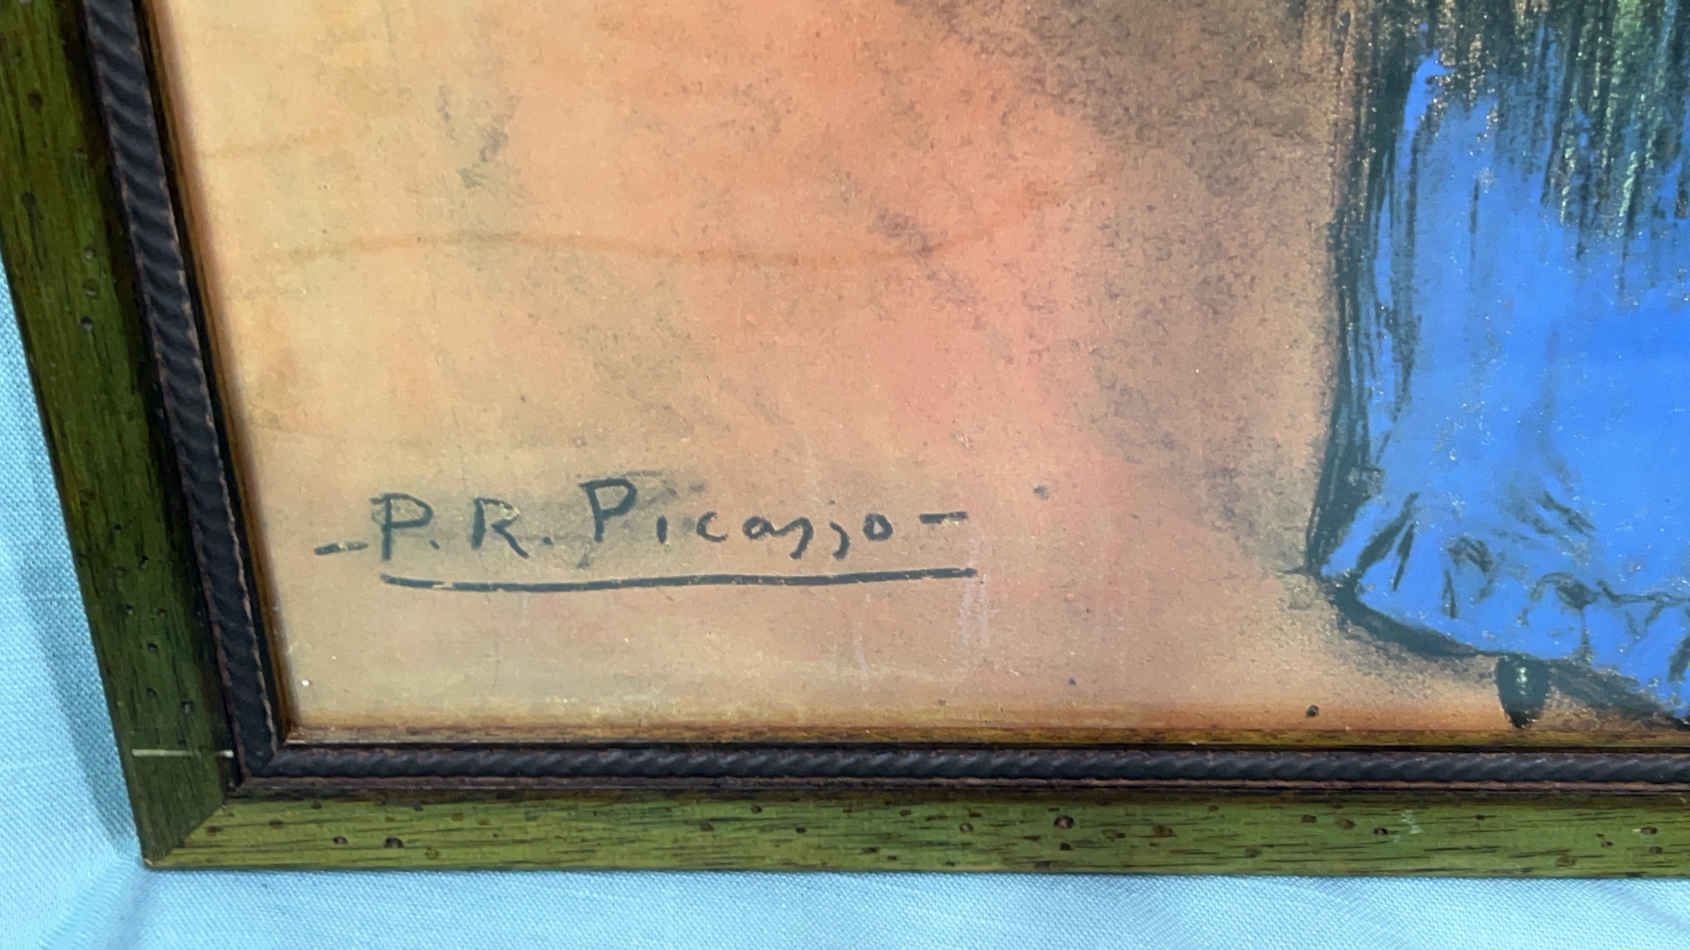 -P. R. Picasso-